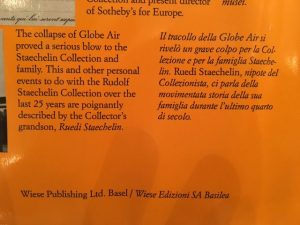 Collection and present director
of Sotheby's for Europe.
The collapse of Globe Air
proved a serious blow to the
Staechelin Collection and
family. This and other personal
events to do with the Rudolf
Staechelin Collection over the
last 25 years are poignantly
described by the Collector's
grandson, Ruedi Staechelin.
musei.
Il tracollo della Globe Air si
rivelò un grave colpo per la Col-
lezione e per la famiglia Staeche-
lin. Ruedi Staechelin, nipote del
Collezionista, ci parla della
movimentata storia della sua
famiglia durante l'ultimo quarto
di secolo.
Wiese Publishing Ltd. Basel / Wiese Edizioni SA Basilea